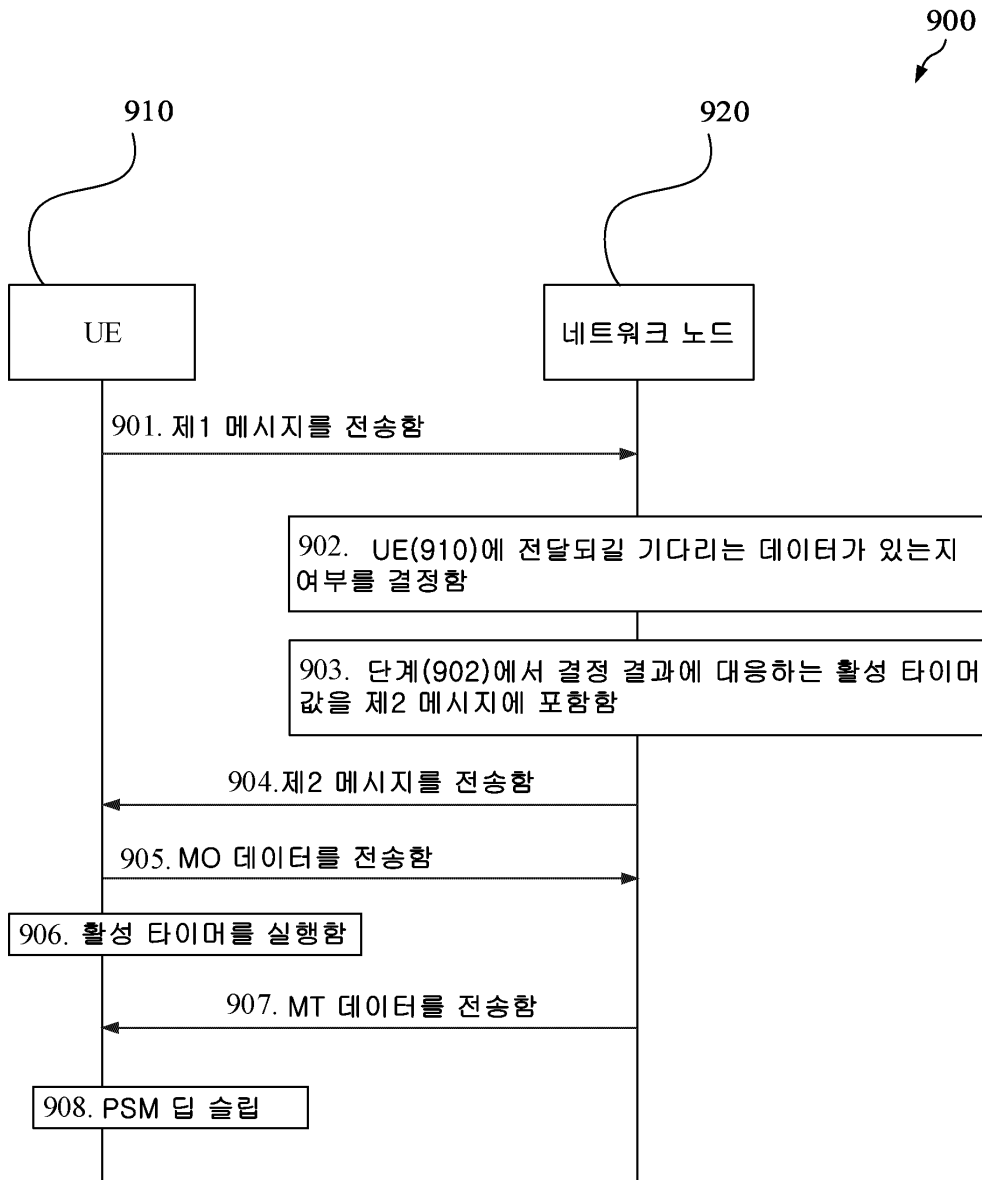 900
910
920
UE
네트워크 노드
901. 제1 메시지를 전송함
902. UE(910)에 전달되길 기다리는 데이터가 있는지
여부를 결정함
903. 단계(902)에서 결정 결과에 대응하는 활성 타이머
값을 제2 메시지에 포함함
904.제2 메시지를 전송함
905. MO 데이터를 전송함
906. 활성 타이머를 실행함
907. MT 데이터를 전송함
908. PSM 딥 슬립